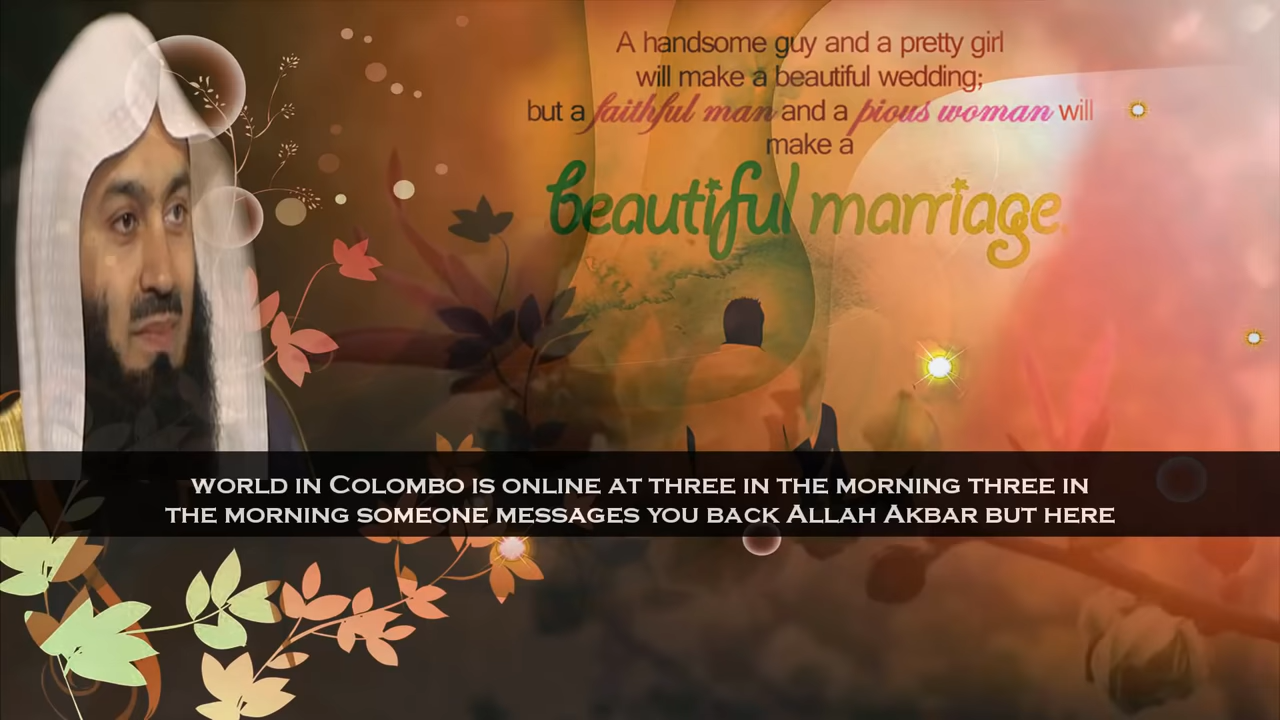 A handsome guy and a pretty girl
will make a beautiful wedding;
but a faithful man and a pious woman will
make a
beautiful marriage.
WORLD IN COLOMBO IS ONLINE AT THREE IN THE MORNING THREE IN
THE MORNING SOMEONE MESSAGES YOU BACK ALLAH AKBAR BUT HERE